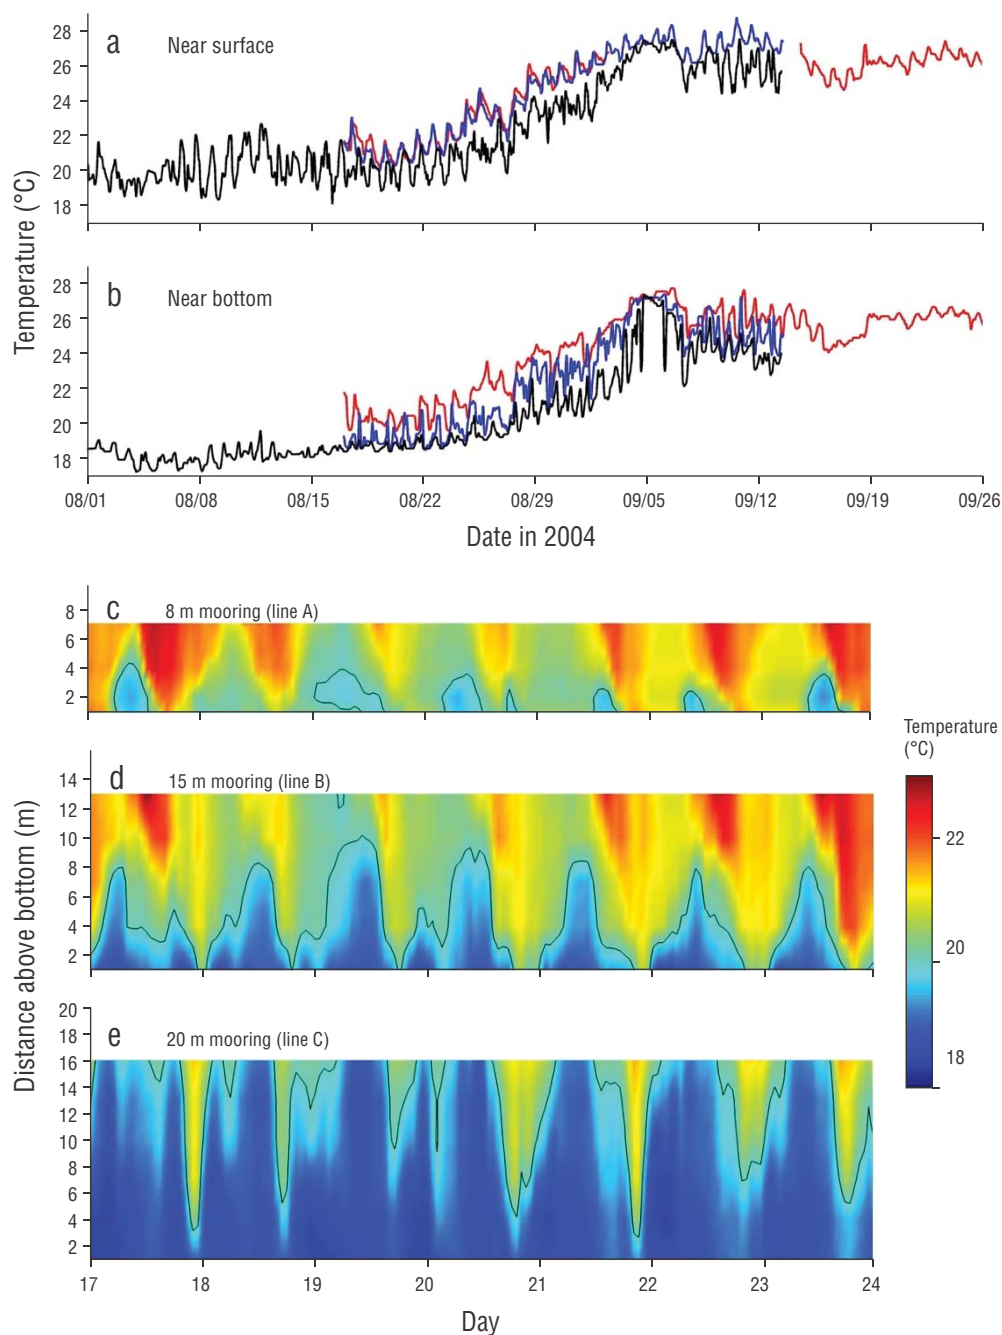 a Near surface
28
26
24
22
20
18
b Near bottom
28
26
24
22
20
18
Temperature (°C)
08/01 08/08 08/15 08/22 08/29 09/05 09/12 09/19 09/26
Date in 2004
c 8 m mooring (line A)
8
6
4
2
d 15 m mooring (line B)
14
12
10
8
6
4
2
e 20 m mooring (line C)
20
18
16
14
12
10
8
6
4
2
Distance above bottom (m)
17 18 19 20 21 22 23 24
Day
Temperature
(°C)
22
20
18